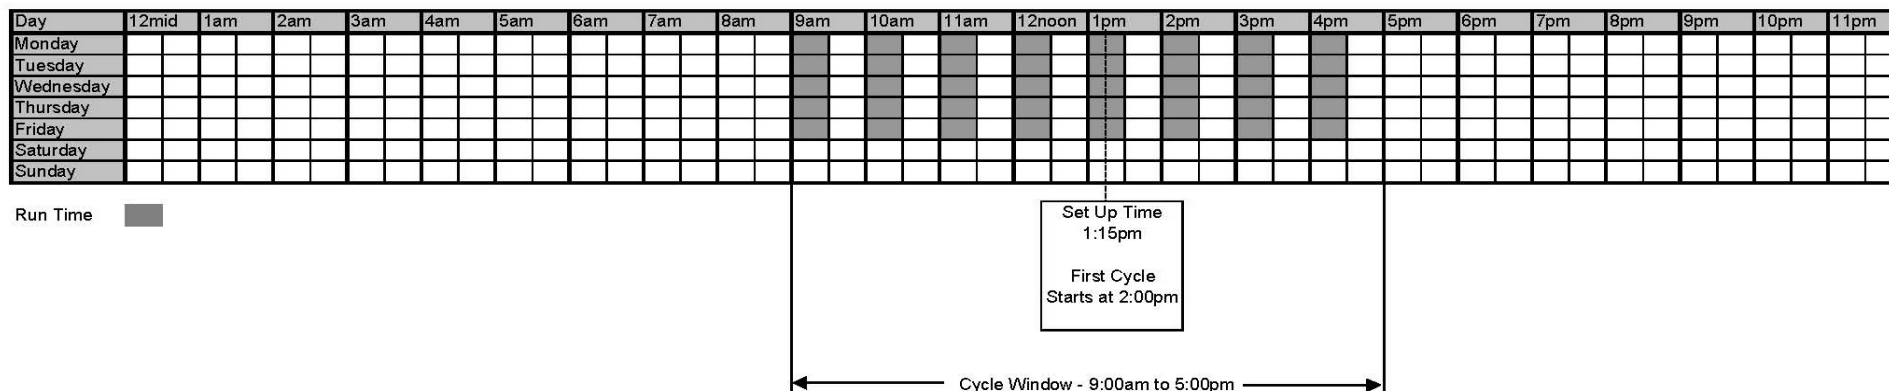 Day 12mid 1am 2am 3am 4am 5am 6am 7am 8am 9am 10am 11am 12noon 1pm 2pm 3pm 4pm 5pm 6pm 7pm 8pm 9pm 10pm 11pm
Monday
Tuesday
Wednesday
Thursday
Friday
Saturday
Sunday
Run Time
Set Up Time
1:15pm
First Cycle
Starts at 2:00pm
Cycle Window - 9:00am to 5:00pm